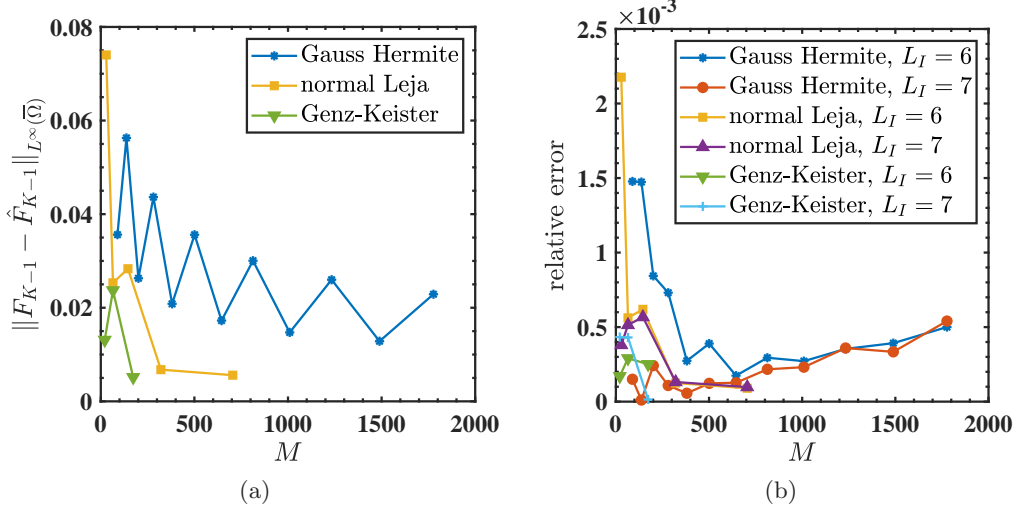 0.08
0.06
0.04
0.02
0
0 500 1000 1500 2000
M
||F_{K−1} − F̂_{K−1}||_{L^∞(Ω̅)}
Gauss Hermite
normal Leja
Genz-Keister
(a)
×10^{-3}
2.5
2
1.5
1
0.5
0
0 500 1000 1500 2000
M
relative error
Gauss Hermite, L_I = 6
Gauss Hermite, L_I = 7
normal Leja, L_I = 6
normal Leja, L_I = 7
Genz-Keister, L_I = 6
Genz-Keister, L_I = 7
(b)